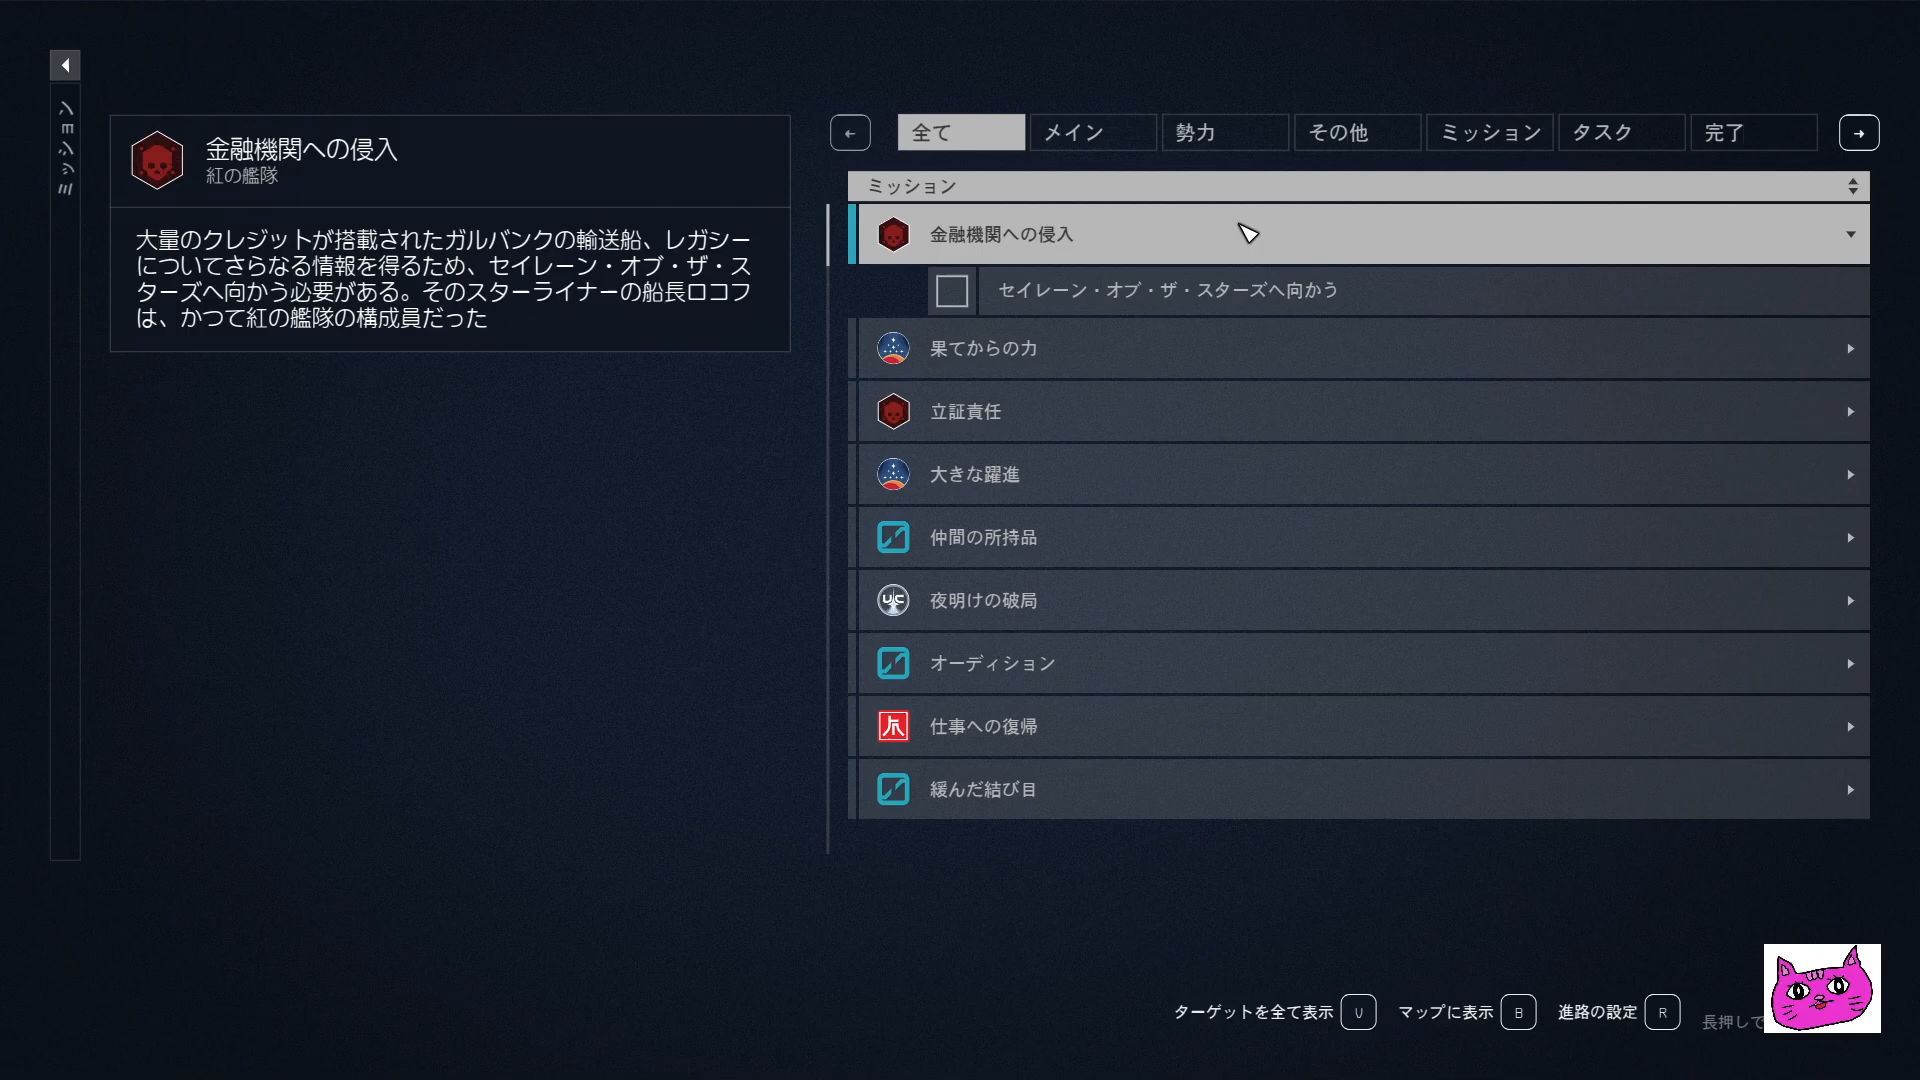 ミッション
金融機関への侵入
紅の艦隊
大量のクレジットが搭載されたガルバンクの輸送船、レガシー
についてさらなる情報を得るため、セイレーン・オブ・ザ・ス
ターズへ向かう必要がある。そのスターライナーの船長ロコフ
は、かつて紅の艦隊の構成員だった
全て
メイン
勢力
その他
ミッション
タスク
完了
ミッション
金融機関への侵入
セイレーン・オブ・ザ・スターズへ向かう
果てからの力
立証責任
大きな躍進
仲間の所持品
UC
夜明けの破局
オーディション
仕事への復帰
緩んだ結び目
ターゲットを全て表示 U
マップに表示 B
進路の設定 R
長押しで